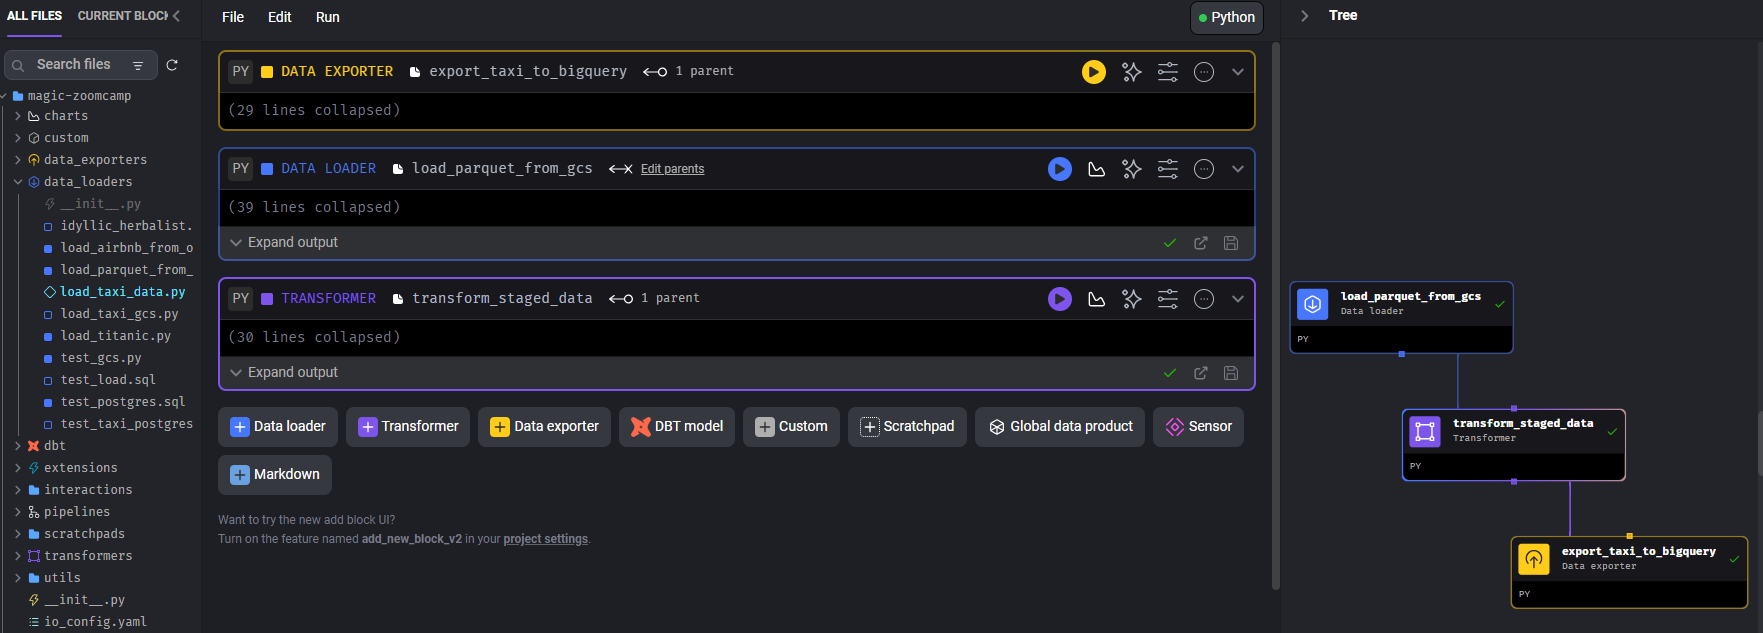 ALL FILES CURRENT BLOCK
Search files
magic-zoomcamp
charts
custom
data_exporters
data_loaders
__init__.py
idyllic_herbalist.
load_airbnb_from_o
load_parquet_from_
load_taxi_data.py
load_taxi_gcs.py
load_titanic.py
test_gcs.py
test_load.sql
test_postgres.sql
test_taxi_postgres
dbt
extensions
interactions
pipelines
scratchpads
transformers
utils
__init__.py
io_config.yaml
File Edit Run
Python
PY DATA EXPORTER export_taxi_to_bigquery 1 parent
(29 lines collapsed)
PY DATA LOADER load_parquet_from_gcs Edit parents
(39 lines collapsed)
Expand output
PY TRANSFORMER transform_staged_data 1 parent
(30 lines collapsed)
Expand output
Data loader Transformer Data exporter DBT model Custom Scratchpad Global data product Sensor
Markdown
Want to try the new add block UI?
Turn on the feature named add_new_block_v2 in your project settings.
Tree
load_parquet_from_gcs
Data loader
PY
transform_staged_data
Transformer
PY
export_taxi_to_bigquery
Data exporter
PY